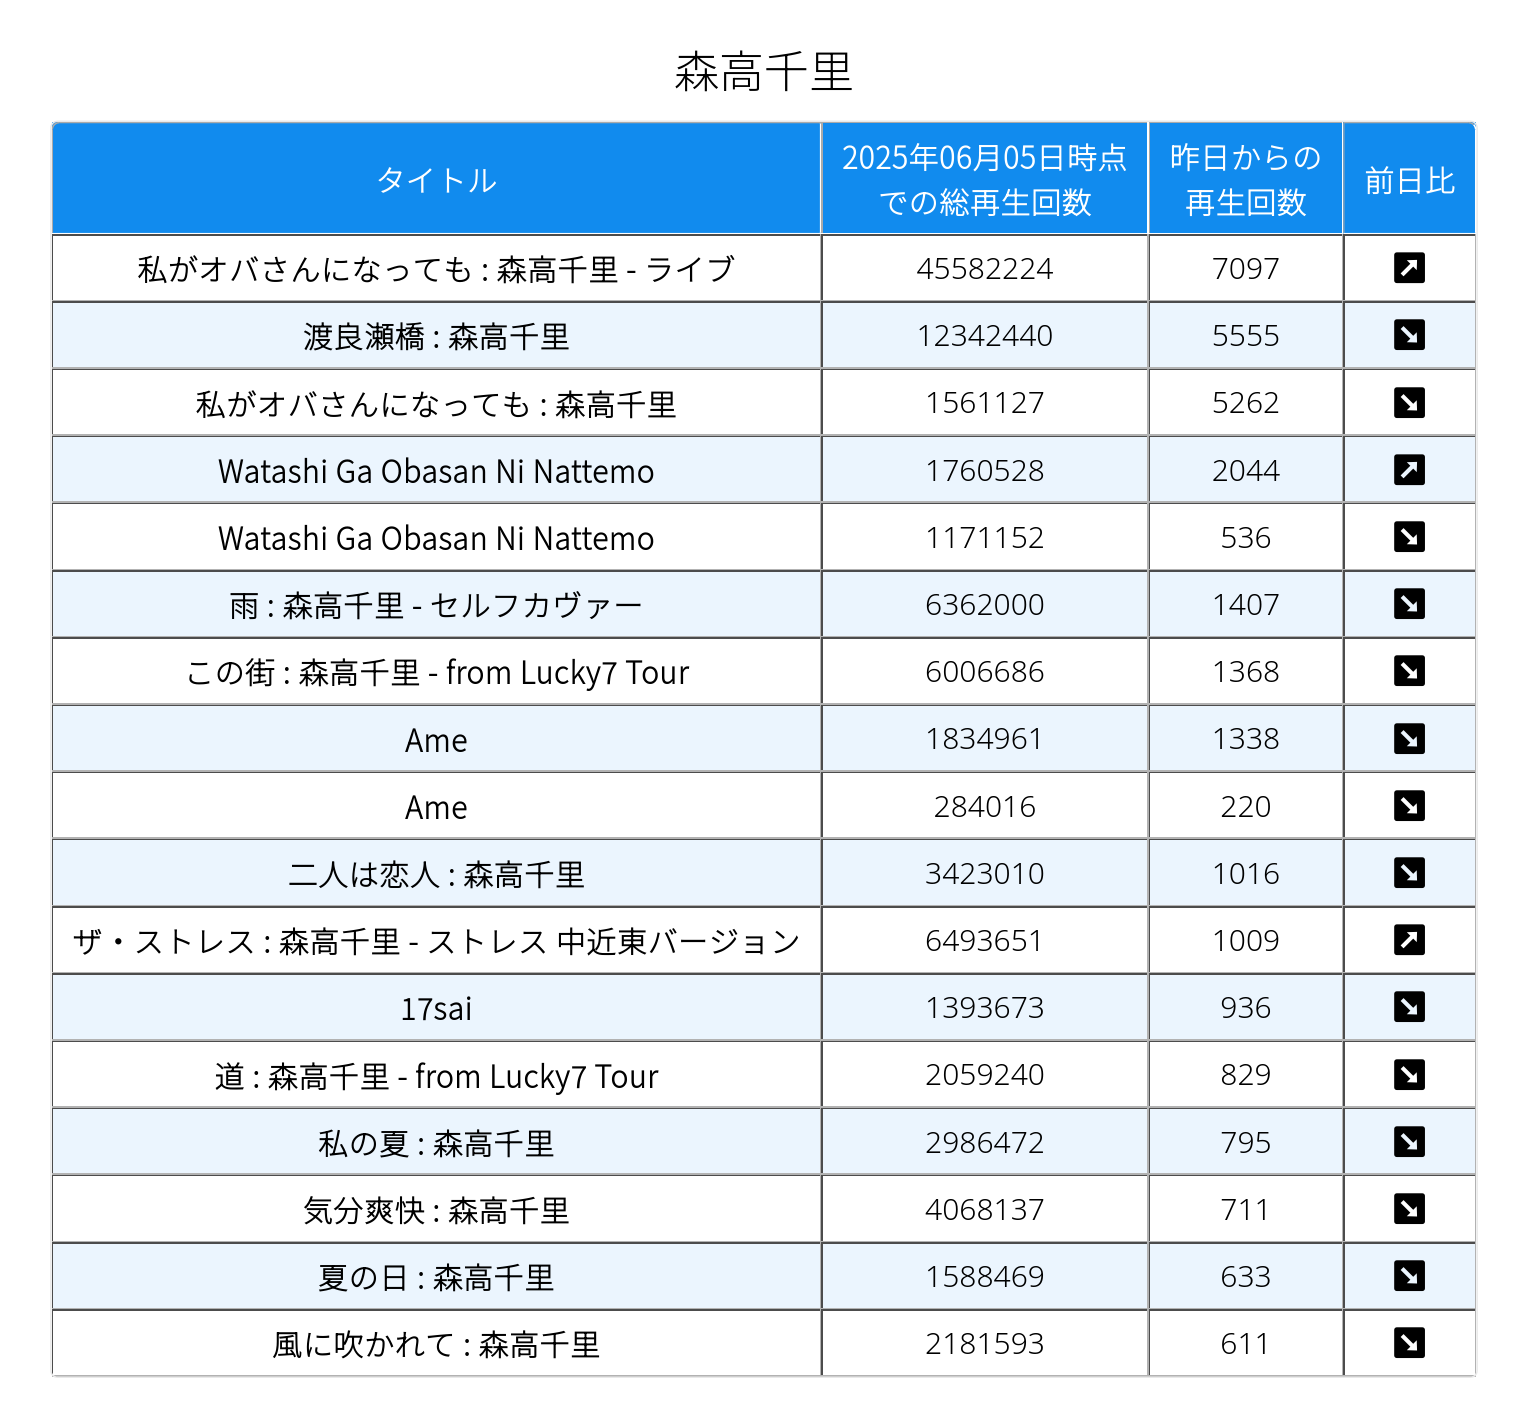 森高千里
タイトル
2025年06月05日時点
での総再生回数
昨日からの
再生回数
前日比
私がオバさんになっても : 森高千里 - ライブ 45582224 7097 ↗
渡良瀬橋 : 森高千里 12342440 5555 ↘
私がオバさんになっても : 森高千里 1561127 5262 ↘
Watashi Ga Obasan Ni Nattemo 1760528 2044 ↗
Watashi Ga Obasan Ni Nattemo 1171152 536 ↘
雨 : 森高千里 - セルフカヴァー 6362000 1407 ↘
この街 : 森高千里 - from Lucky7 Tour 6006686 1368 ↘
Ame 1834961 1338 ↘
Ame 284016 220 ↘
二人は恋人 : 森高千里 3423010 1016 ↘
ザ・ストレス : 森高千里 - ストレス 中近東バージョン 6493651 1009 ↗
17sai 1393673 936 ↘
道 : 森高千里 - from Lucky7 Tour 2059240 829 ↘
私の夏 : 森高千里 2986472 795 ↘
気分爽快 : 森高千里 4068137 711 ↘
夏の日 : 森高千里 1588469 633 ↘
風に吹かれて : 森高千里 2181593 611 ↘